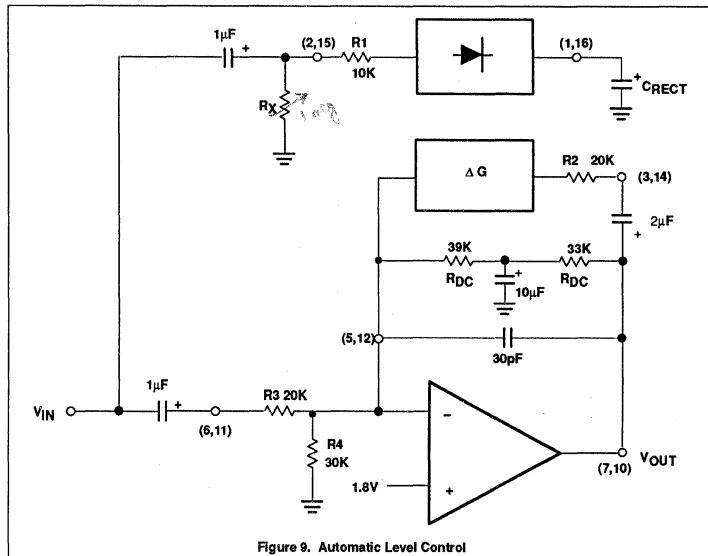 1µF
+
(2,15)
R1
10K
(1,16)
+
CRECT
RX
ΔG
R2 20K
(3,14)
2µF
+
39K
33K
RDC
+
RDC
10µF
(5,12)
30pF
1µF
VIN
+
R3 20K
(6,11)
R4
30K
−
1.8V
+
(7,10)
VOUT
Figure 9. Automatic Level Control